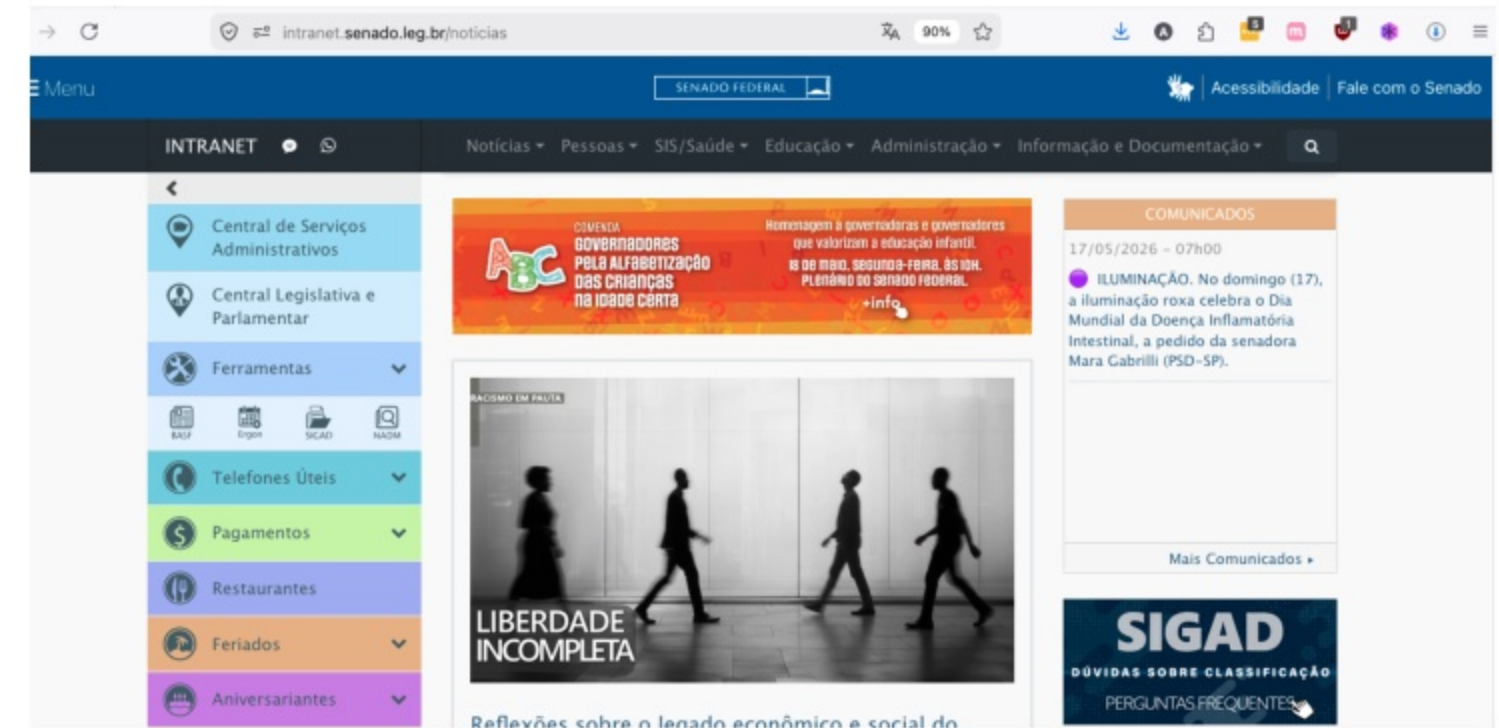 intranet.senado.leg.br/noticias
90%
5
1
Menu
SENADO FEDERAL
Acessibilidade
Fale com o Senado
INTRANET
Notícias
Pessoas
SIS/Saúde
Educação
Administração
Informação e Documentação
Central de Serviços
Administrativos
Central Legislativa e
Parlamentar
Ferramentas
BASF
Ergon
SIGAD
NADM
Telefones Úteis
Pagamentos
Restaurantes
Feriados
Aniversariantes
ABC
COMENDA
GOVERNADORES
PELA ALFABETIZAÇÃO
DAS CRIANÇAS
NA IDADE CERTA
Homenagem a governadoras e governadores
que valorizam a educação infantil.
18 DE MAIO, SEGUNDA-FEIRA, ÀS 10H.
PLENÁRIO DO SENADO FEDERAL.
+info
RACISMO EM PAUTA
LIBERDADE
INCOMPLETA
Reflexões sobre o legado econômico e social do
COMUNICADOS
17/05/2026 - 07h00
ILUMINAÇÃO. No domingo (17),
a iluminação roxa celebra o Dia
Mundial da Doença Inflamatória
Intestinal, a pedido da senadora
Mara Gabrilli (PSD-SP).
Mais Comunicados
SIGAD
DÚVIDAS SOBRE CLASSIFICAÇÃO
PERGUNTAS FREQUENTES